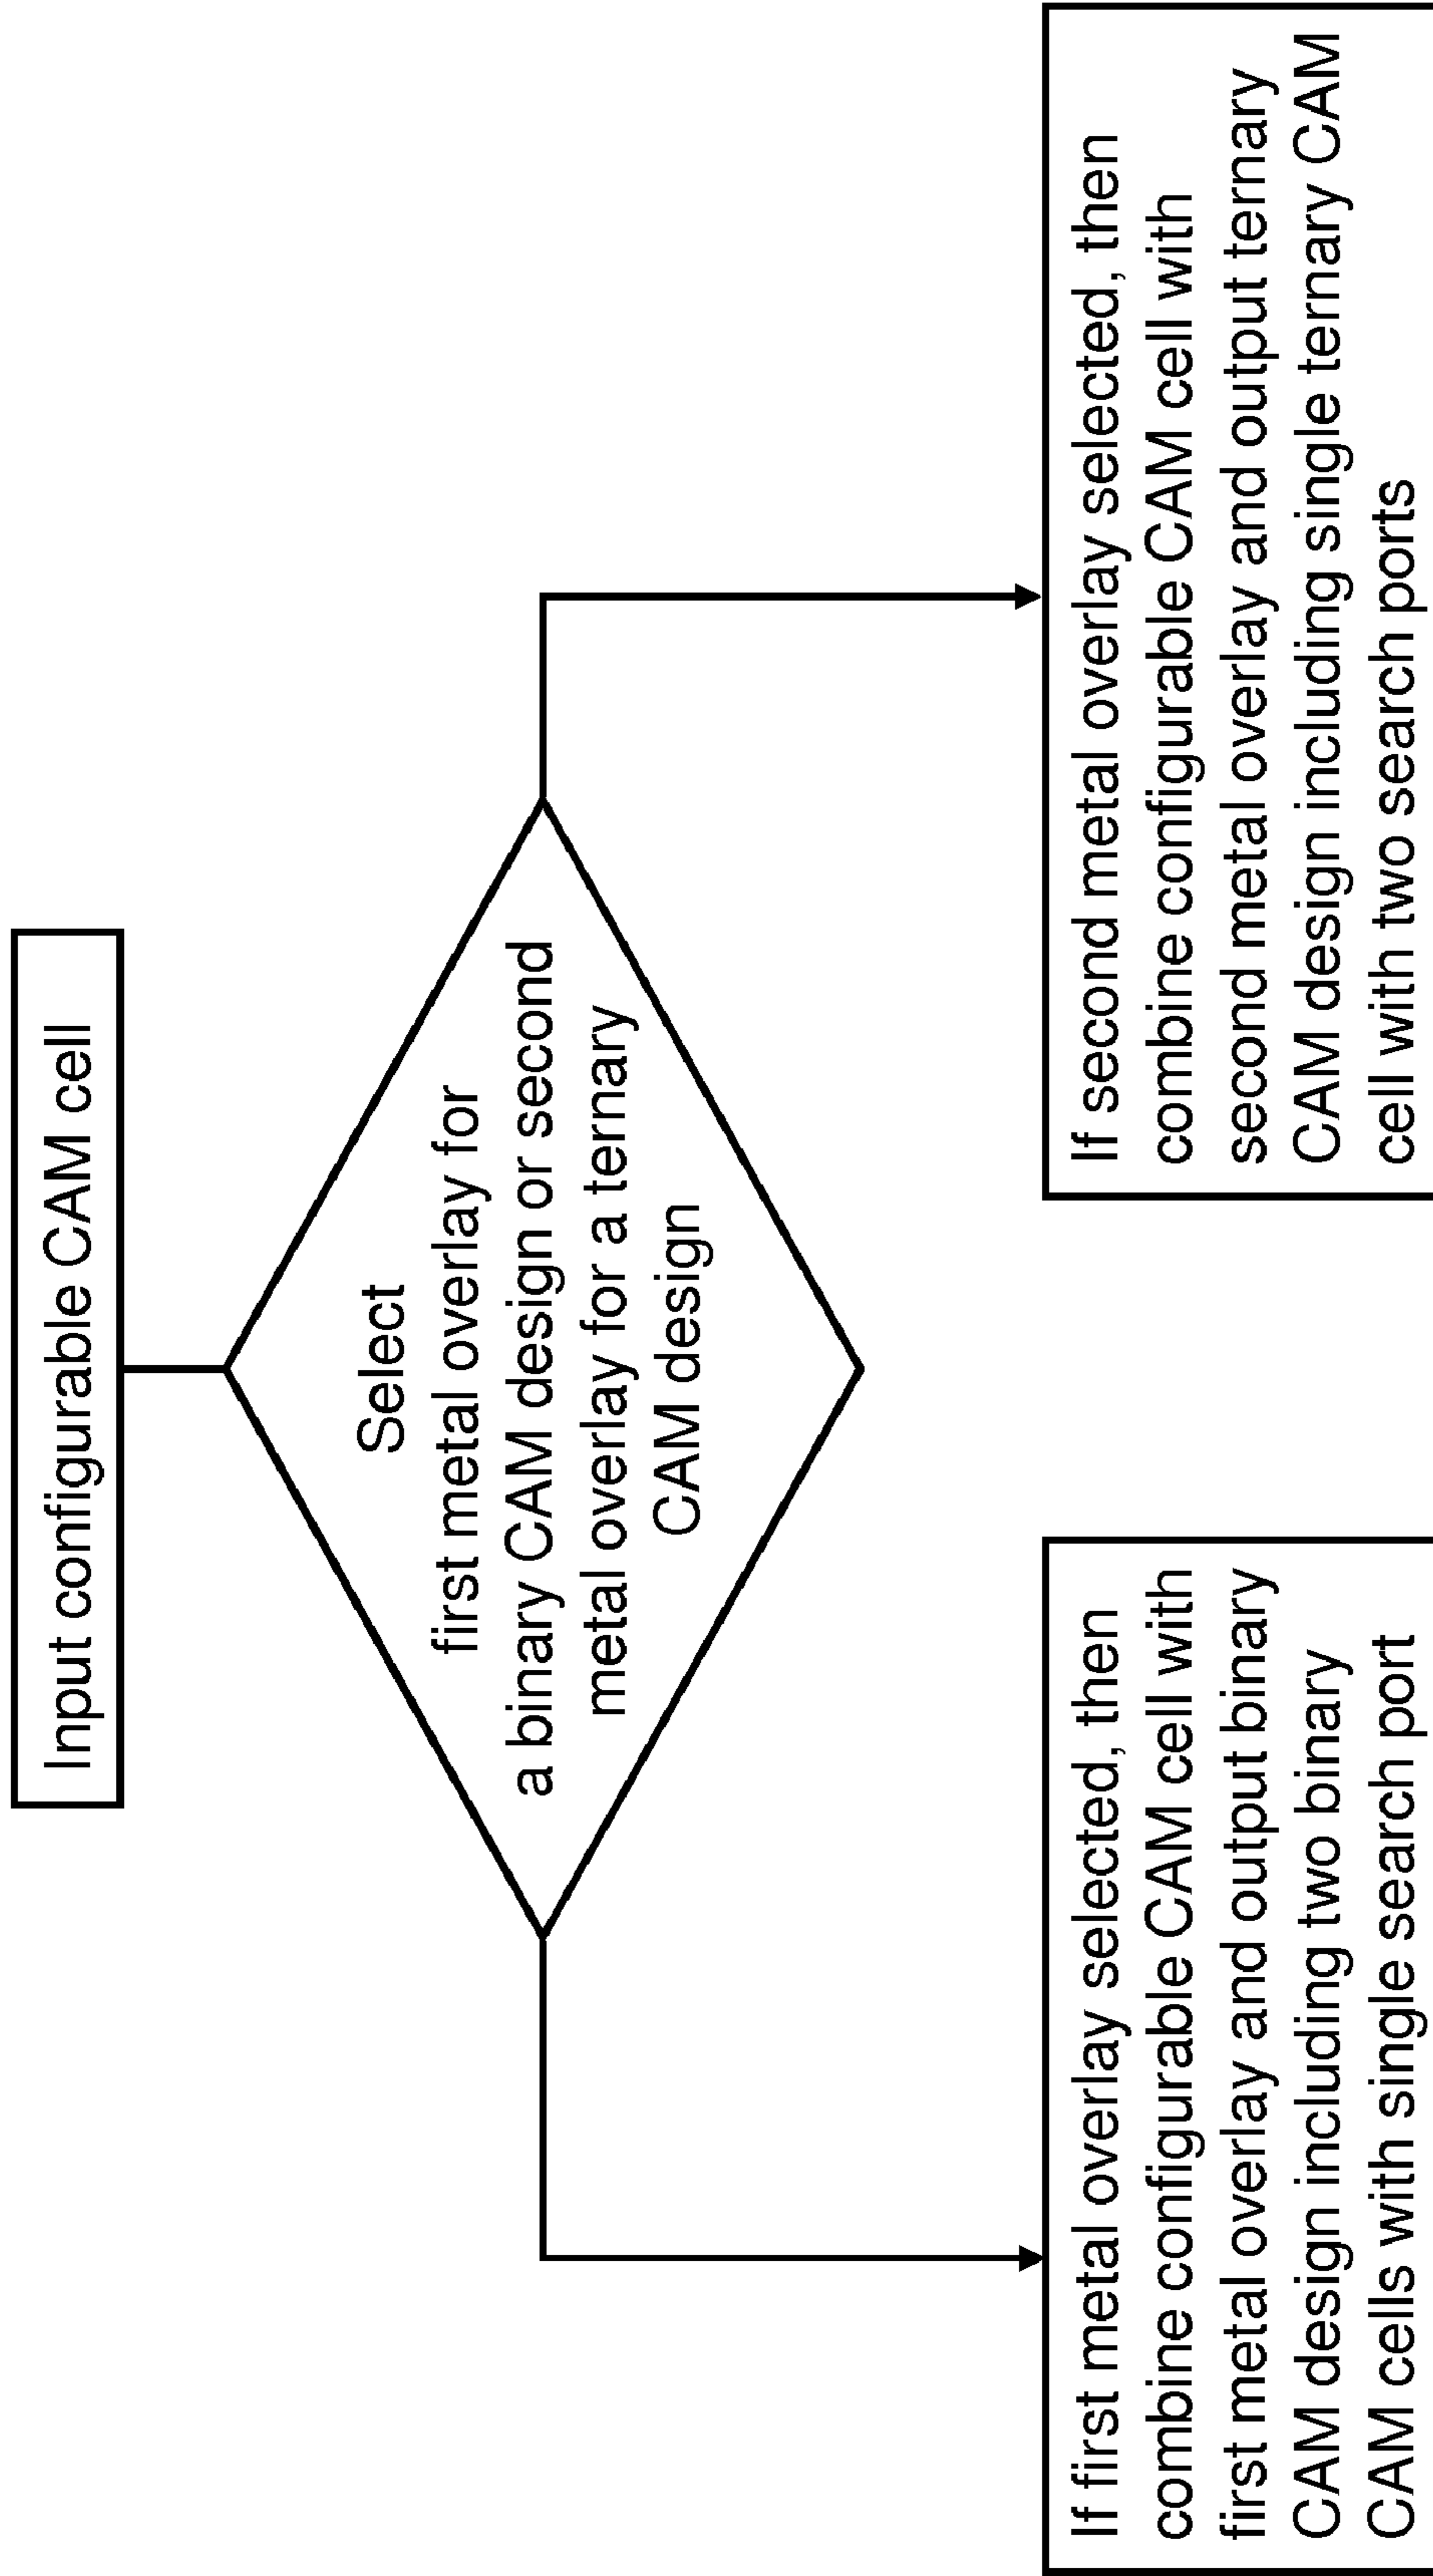 Input configurable CAM cell
Select
first metal overlay for
a binary CAM design or second
metal overlay for a ternary
CAM design
If first metal overlay selected, then
combine configurable CAM cell with
first metal overlay and output binary
CAM design including two binary
CAM cells with single search port
If second metal overlay selected, then
combine configurable CAM cell with
second metal overlay and output ternary
CAM design including single ternary CAM
cell with two search ports